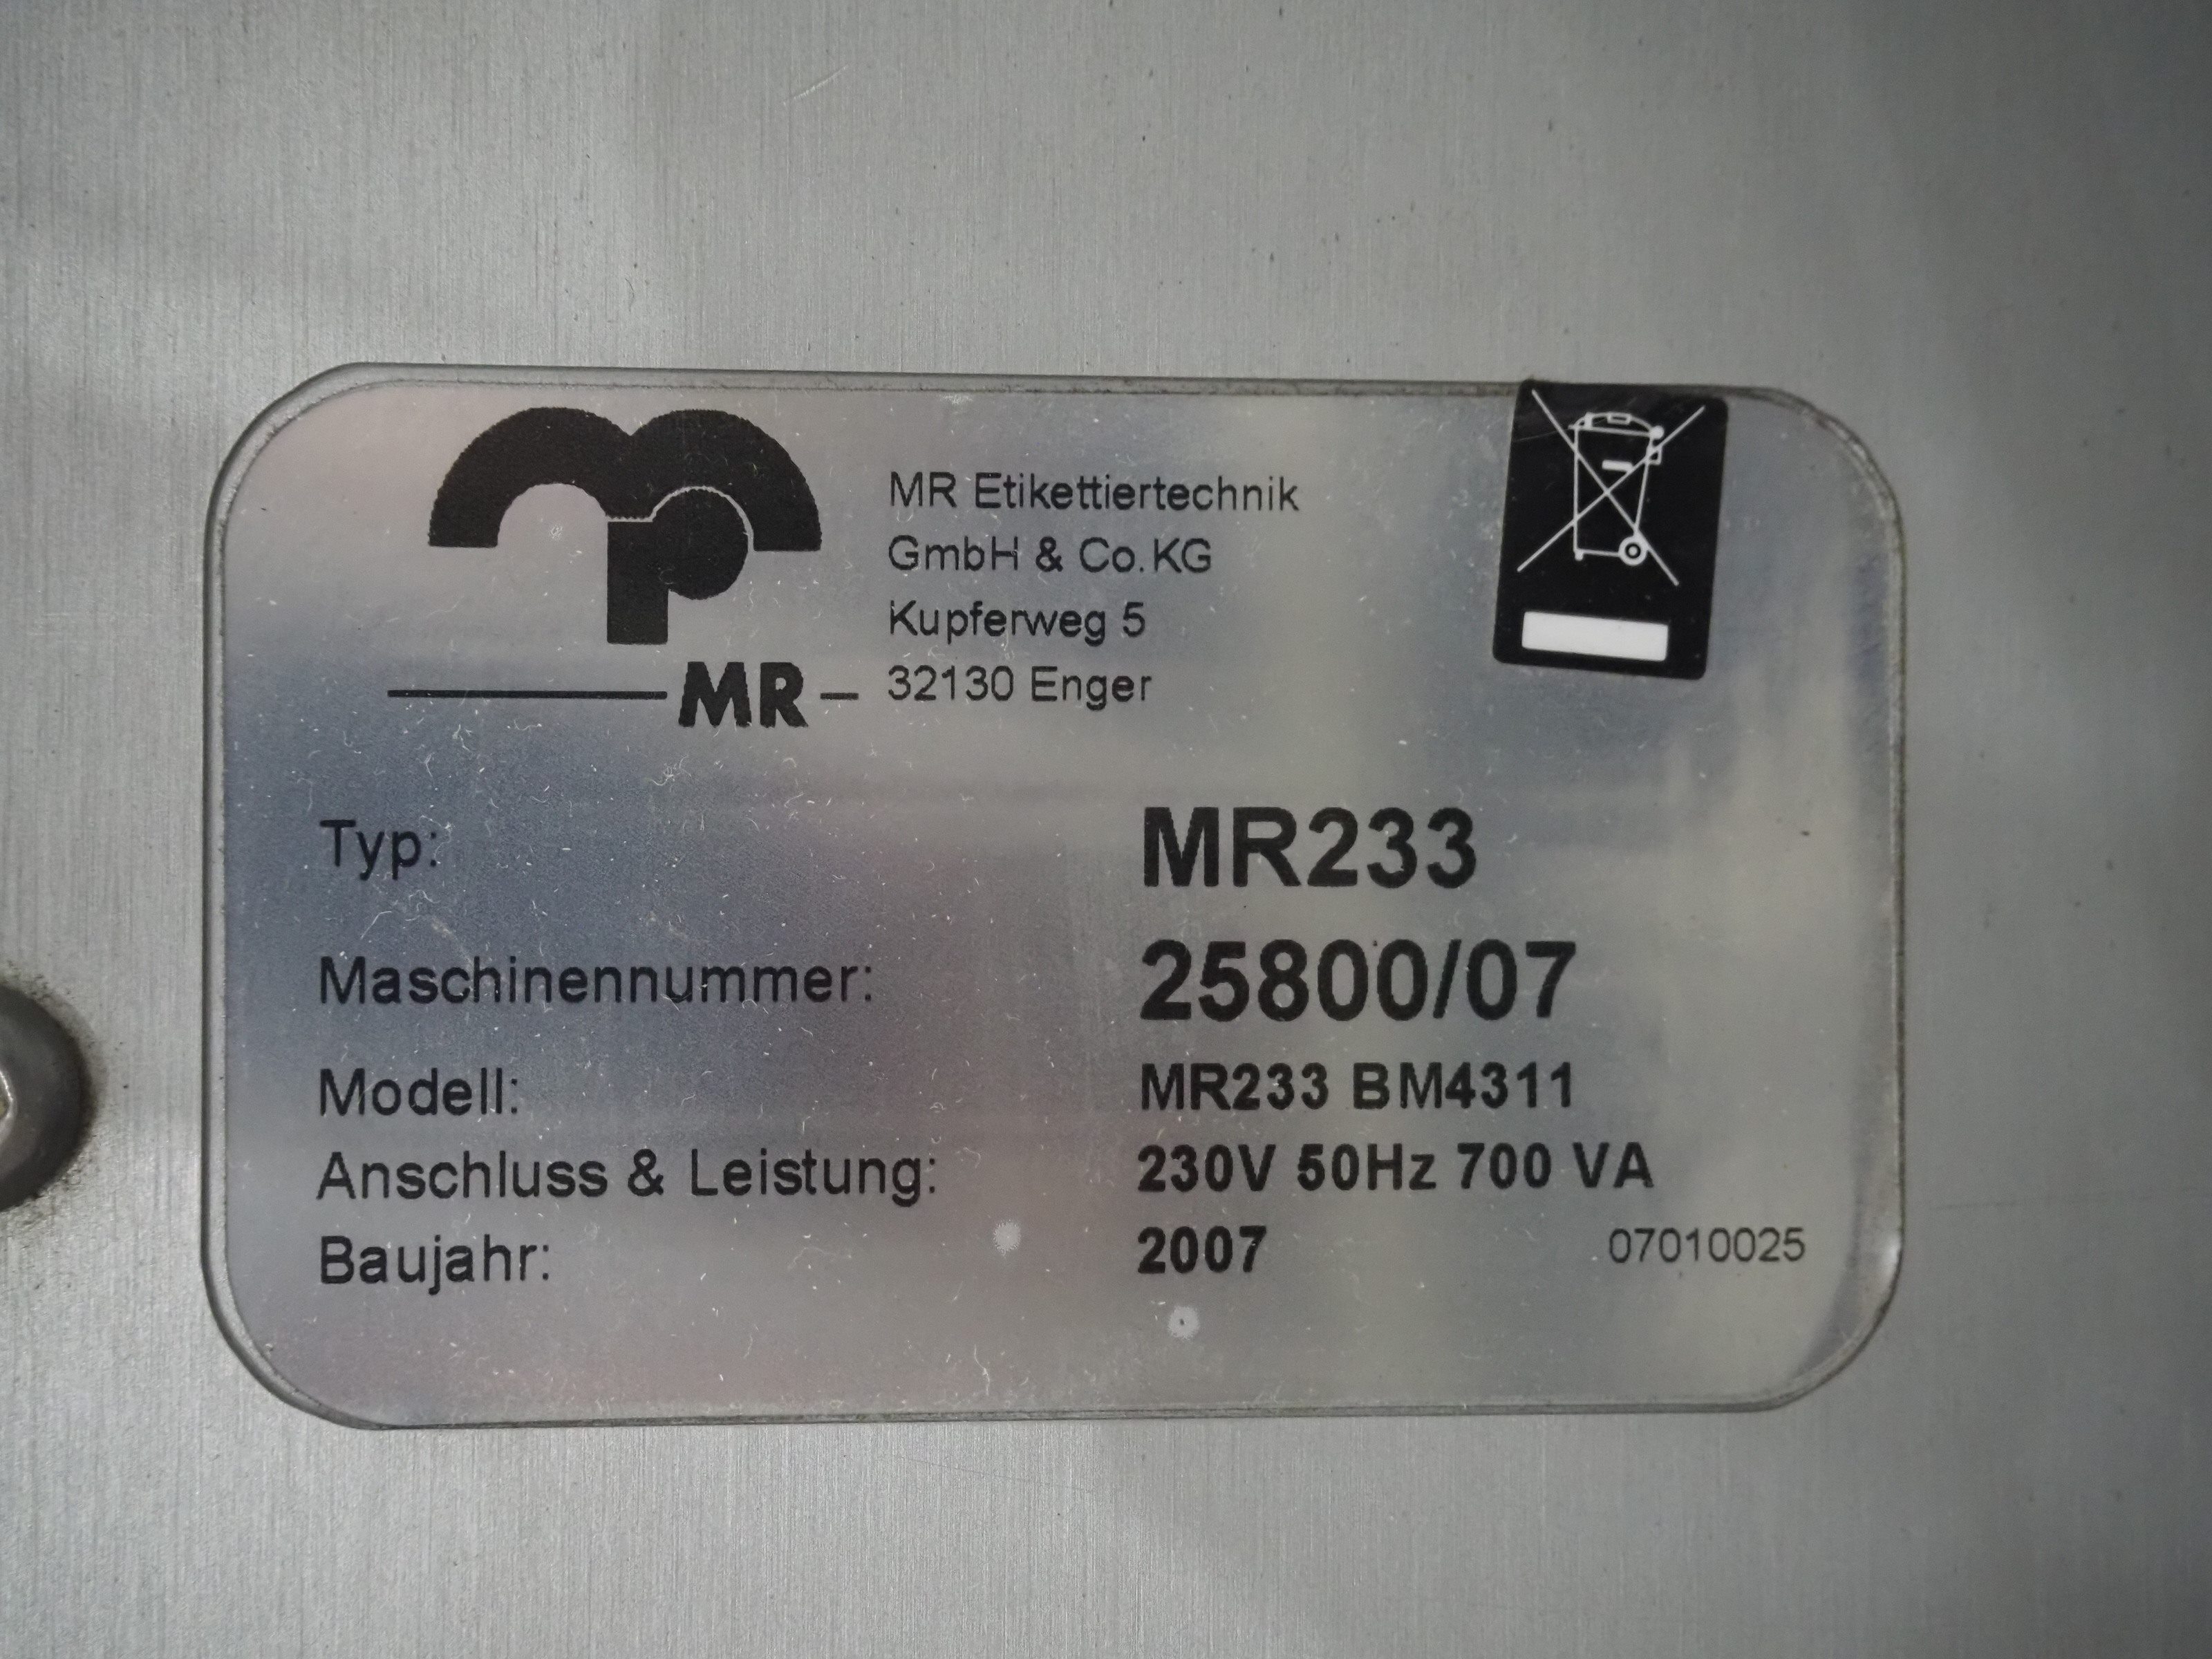 MR Etikettiertechnik
GmbH & Co.KG
Kupferweg 5
MR 32130 Enger
Typ: MR233
Maschinennummer: 25800/07
Modell: MR233 BM4311
Anschluss & Leistung: 230V 50Hz 700 VA
Baujahr: 2007 07010025